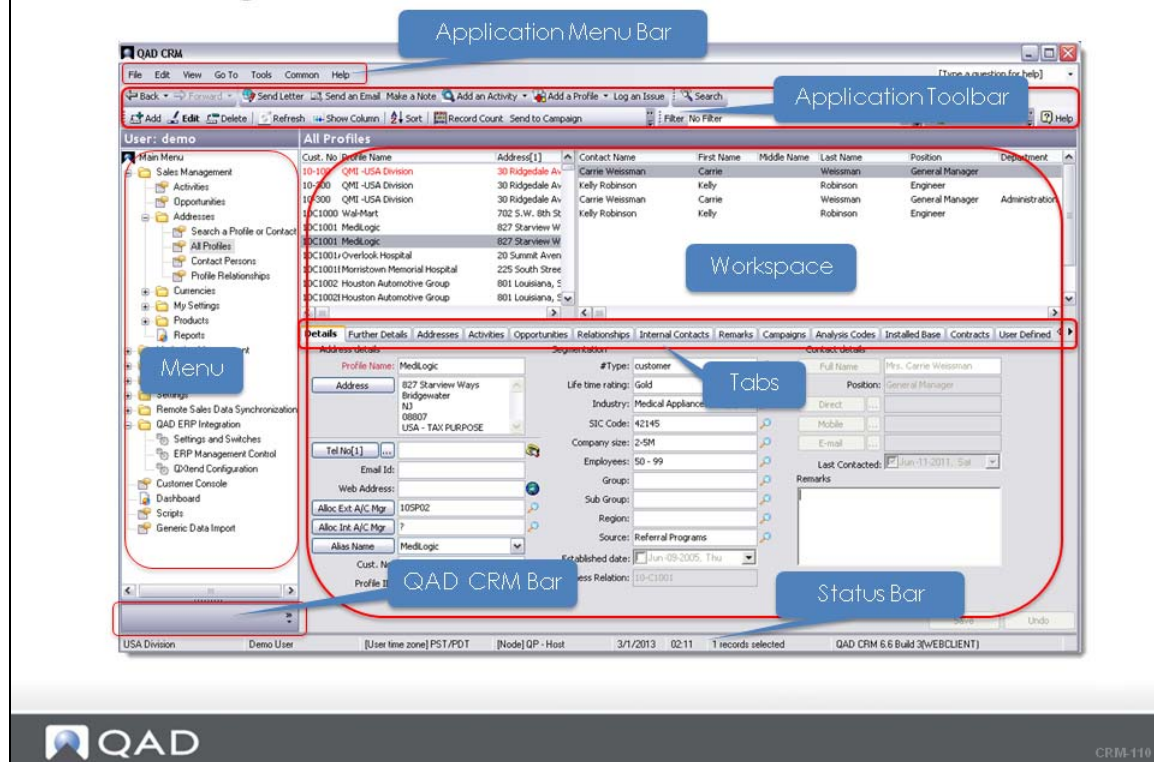 Application Menu Bar
QAD CRM
File Edit View Go To Tools Common Help [Type a question for help]
Back Forward Send Letter Send an Email Make a Note Add an Activity Add a Profile Log an Issue Search
Application Toolbar
Add Edit Delete Refresh Show Column Sort Record Count Send to Campaign Filter No Filter Help
User: demo All Profiles
Main Menu
Sales Management
Activities
Opportunities
Addresses
Search a Profile or Contact
All Profiles
Contact Persons
Profile Relationships
Currencies
My Settings
Products
Reports
Menu
Settings
Remote Sales Data Synchronization
QAD ERP Integration
Settings and Switches
ERP Management Control
QXtend Configuration
Customer Console
Dashboard
Scripts
Generic Data Import
Cust. No Profile Name Address[1]
10-100 QMI -USA Division 30 Ridgedale Av
10-200 QMI -USA Division 30 Ridgedale Av
10-300 QMI -USA Division 30 Ridgedale Av
10C1000 Wal-Mart 702 S.W. 8th St
10C1001 MediLogic 827 Starview W
10C1001 MediLogic 827 Starview W
Overlook Hospital 20 Summit Aven
Morristown Memorial Hospital 225 South Stree
10C1002 Houston Automotive Group 801 Louisiana, S
Houston Automotive Group 801 Louisiana, S
Contact Name First Name Middle Name Last Name Position Department
Carrie Weissman Carrie Weissman General Manager
Kelly Robinson Kelly Robinson Engineer
Carrie Weissman Carrie Weissman General Manager Administration
Kelly Robinson Kelly Robinson Engineer
Workspace
Details Further Details Addresses Activities Opportunities Relationships Internal Contacts Remarks Campaigns Analysis Codes Installed Base Contracts User Defined
Tabs
Address details
Profile Name: MediLogic
Address 827 Starview Ways
Bridgewater
NJ
08807
USA - TAX PURPOSE
Tel No[1] ...
Email Id:
Web Address:
Alloc Ext A/C Mgr 10SP02
Alloc Int A/C Mgr ?
Alias Name MediLogic
Cust. N
Profile I
Segmentation
#Type: customer
Life time rating: Gold
Industry: Medical Appliance
SIC Code: 42145
Company size: 2-5M
Employees: 50 - 99
Group:
Sub Group:
Region:
Source: Referral Programs
Established date: Jun-09-2005, Thu
ess Relation: 10-C1001
Contact details
Full Name Mrs. Carrie Weissman
Position: General Manager
Direct ...
Mobile ...
E-mail ...
Last Contacted: Jun-11-2011, Sat
Remarks
QAD CRM Bar
Status Bar
Save Undo
USA Division Demo User [User time zone] PST/PDT [Node] QP - Host 3/1/2013 02:11 1 records selected QAD CRM 6.6 Build 3(WEBCLIENT)
QAD
CRM-110